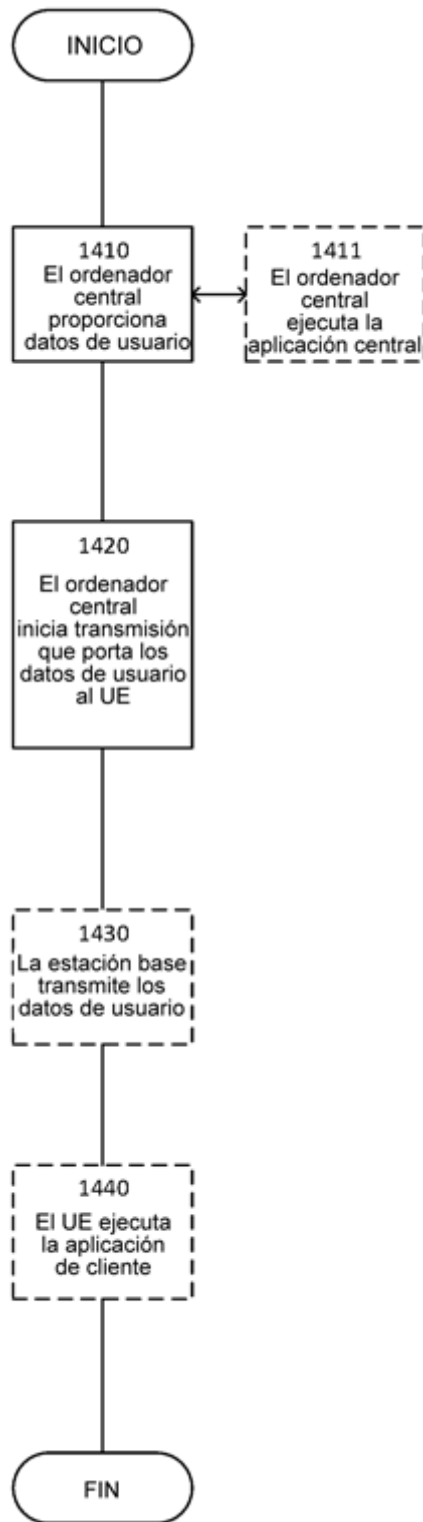 INICIO
1410
El ordenador
central
proporciona
datos de usuario
1411
El ordenador
central
ejecuta la
aplicación central
1420
El ordenador
central
inicia transmisión
que porta los
datos de usuario
al UE
1430
La estación base
transmite los
datos de usuario
1440
El UE ejecuta
la aplicación
de cliente
FIN